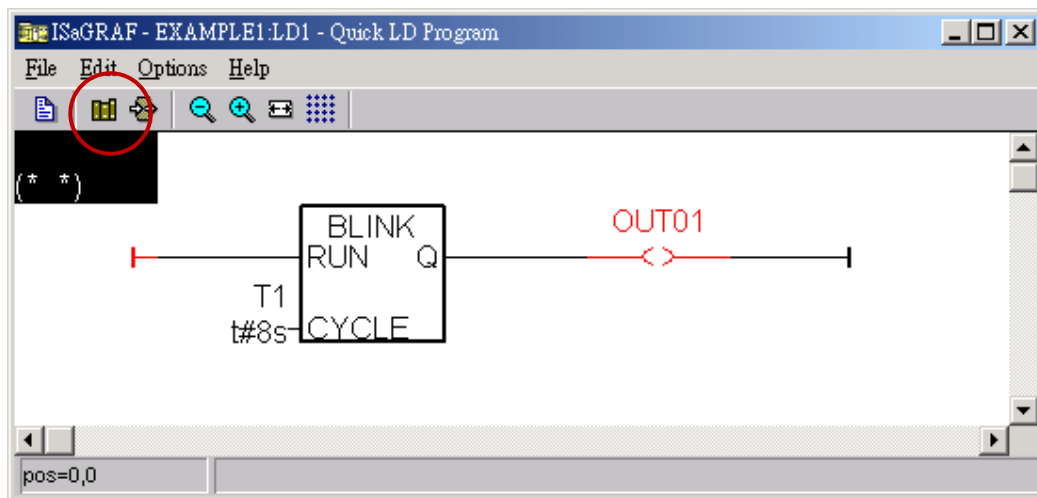 ISaGRAF - EXAMPLE1:LD1 - Quick LD Program
File Edit Options Help
(* *)
BLINK
OUT01
RUN Q
T1
t#8s
CYCLE
pos=0,0